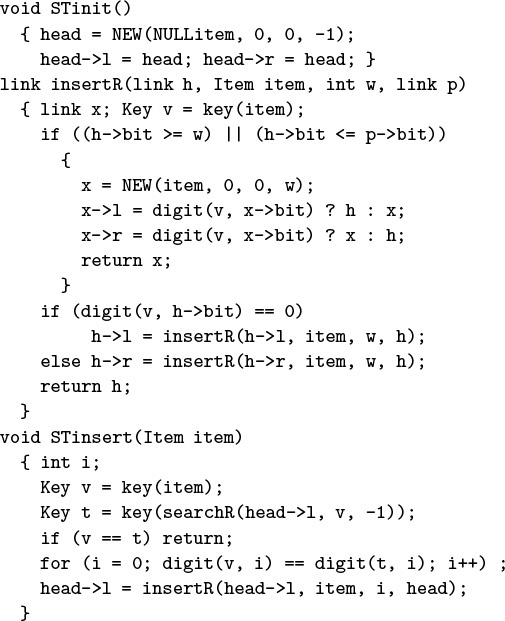 void STinit()
  { head = NEW(NULLitem, 0, 0, -1);
    head->l = head; head->r = head; }
link insertR(link h, Item item, int w, link p)
  { link x; Key v = key(item);
    if ((h->bit >= w) || (h->bit <= p->bit))
      {
        x = NEW(item, 0, 0, w);
        x->l = digit(v, x->bit) ? h : x;
        x->r = digit(v, x->bit) ? x : h;
        return x;
      }
    if (digit(v, h->bit) == 0)
         h->l = insertR(h->l, item, w, h);
    else h->r = insertR(h->r, item, w, h);
    return h;
  }
void STinsert(Item item)
  { int i;
    Key v = key(item);
    Key t = key(searchR(head->l, v, -1));
    if (v == t) return;
    for (i = 0; digit(v, i) == digit(t, i); i++) ;
    head->l = insertR(head->l, item, i, head);
  }